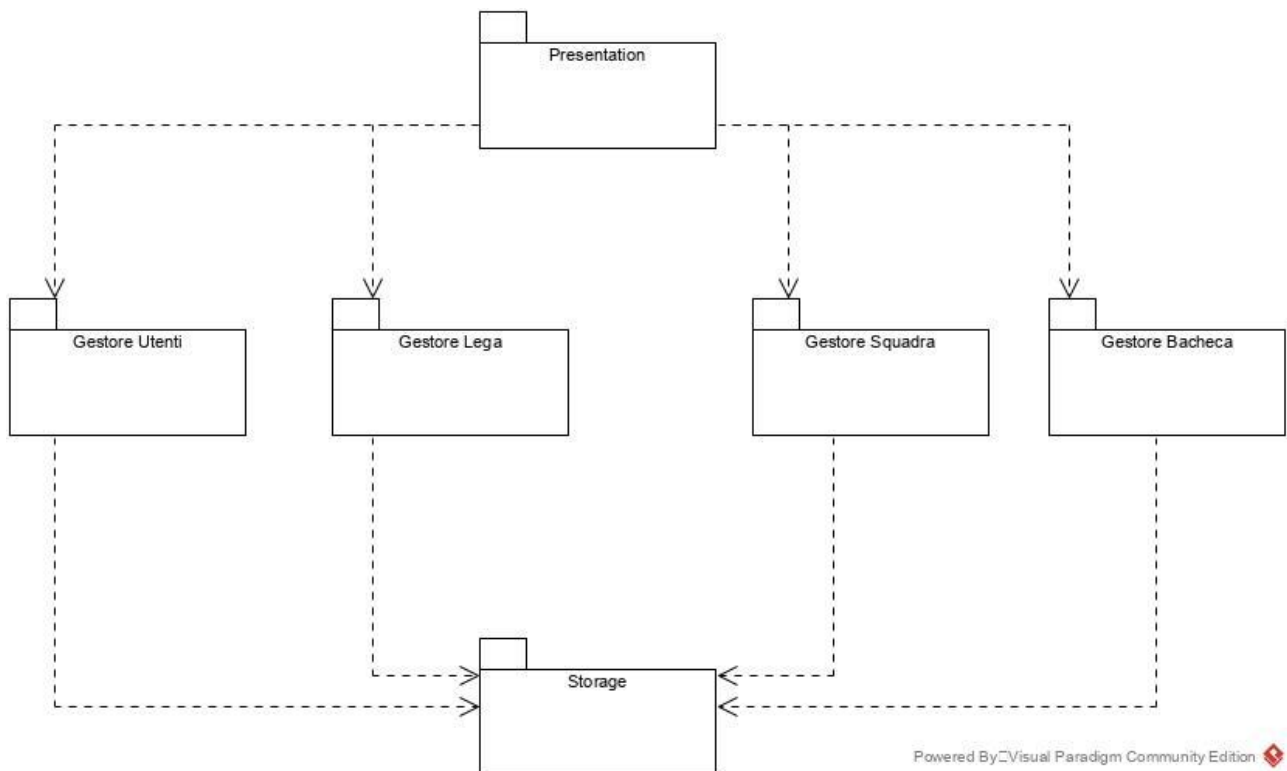 Presentation
Gestore Utenti
Gestore Lega
Gestore Squadra
Gestore Bacheca
Storage
Powered By Visual Paradigm Community Edition